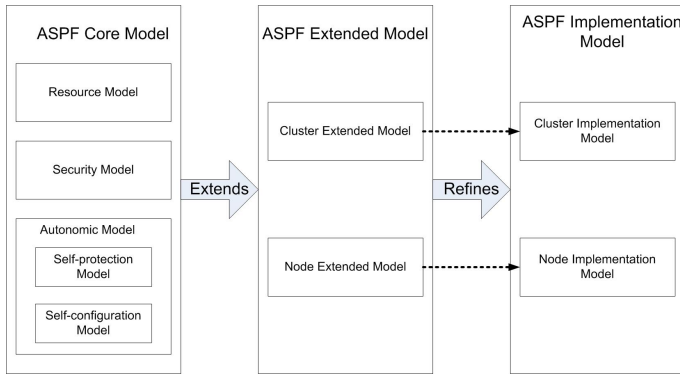 ASPF Core Model
Resource Model
Security Model
Autonomic Model
Self-protection
Model
Self-configuration
Model
Extends
ASPF Extended Model
Cluster Extended Model
Node Extended Model
Refines
ASPF Implementation
Model
Cluster Implementation
Model
Node Implementation
Model